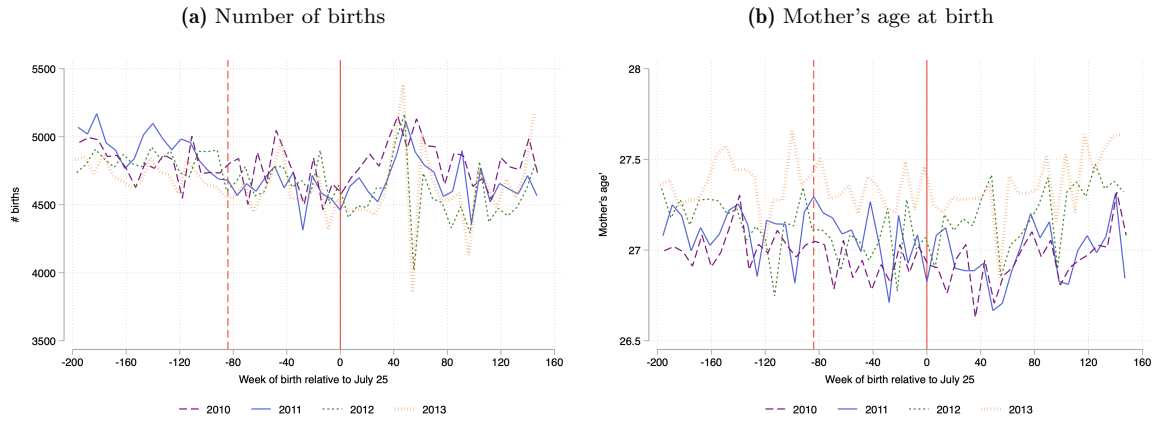 (a) Number of births
5500
5000
4500
4000
3500
# births
-200 -160 -120 -80 -40 0 40 80 120 160
Week of birth relative to July 25
2010 2011 2012 2013
(b) Mother's age at birth
28
27.5
27
26.5
Mother's age'
-200 -160 -120 -80 -40 0 40 80 120 160
Week of birth relative to July 25
2010 2011 2012 2013